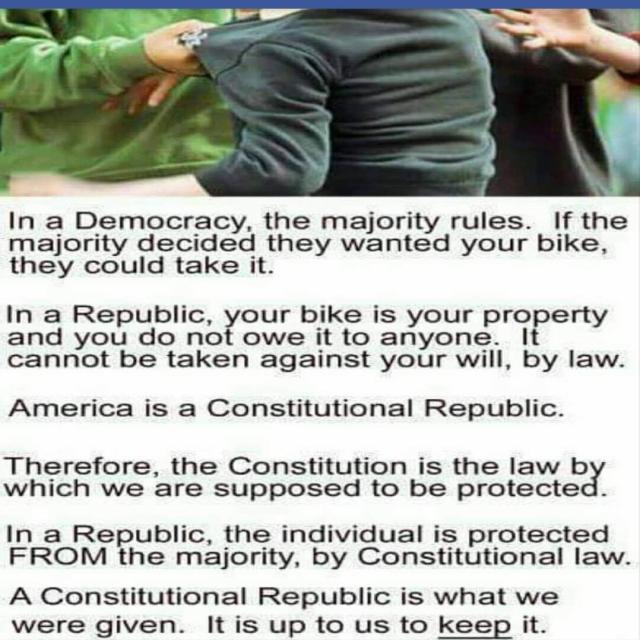 In a Democracy, the majority rules. If the
majority decided they wanted your bike,
they could take it.
In a Republic, your bike is your property
and you do not owe it to anyone. It
cannot be taken against your will, by law.
America is a Constitutional Republic.
Therefore, the Constitution is the law by
which we are supposed to be protected.
In a Republic, the individual is protected
FROM the majority, by Constitutional law.
A Constitutional Republic is what we
were given. It is up to us to keep it.